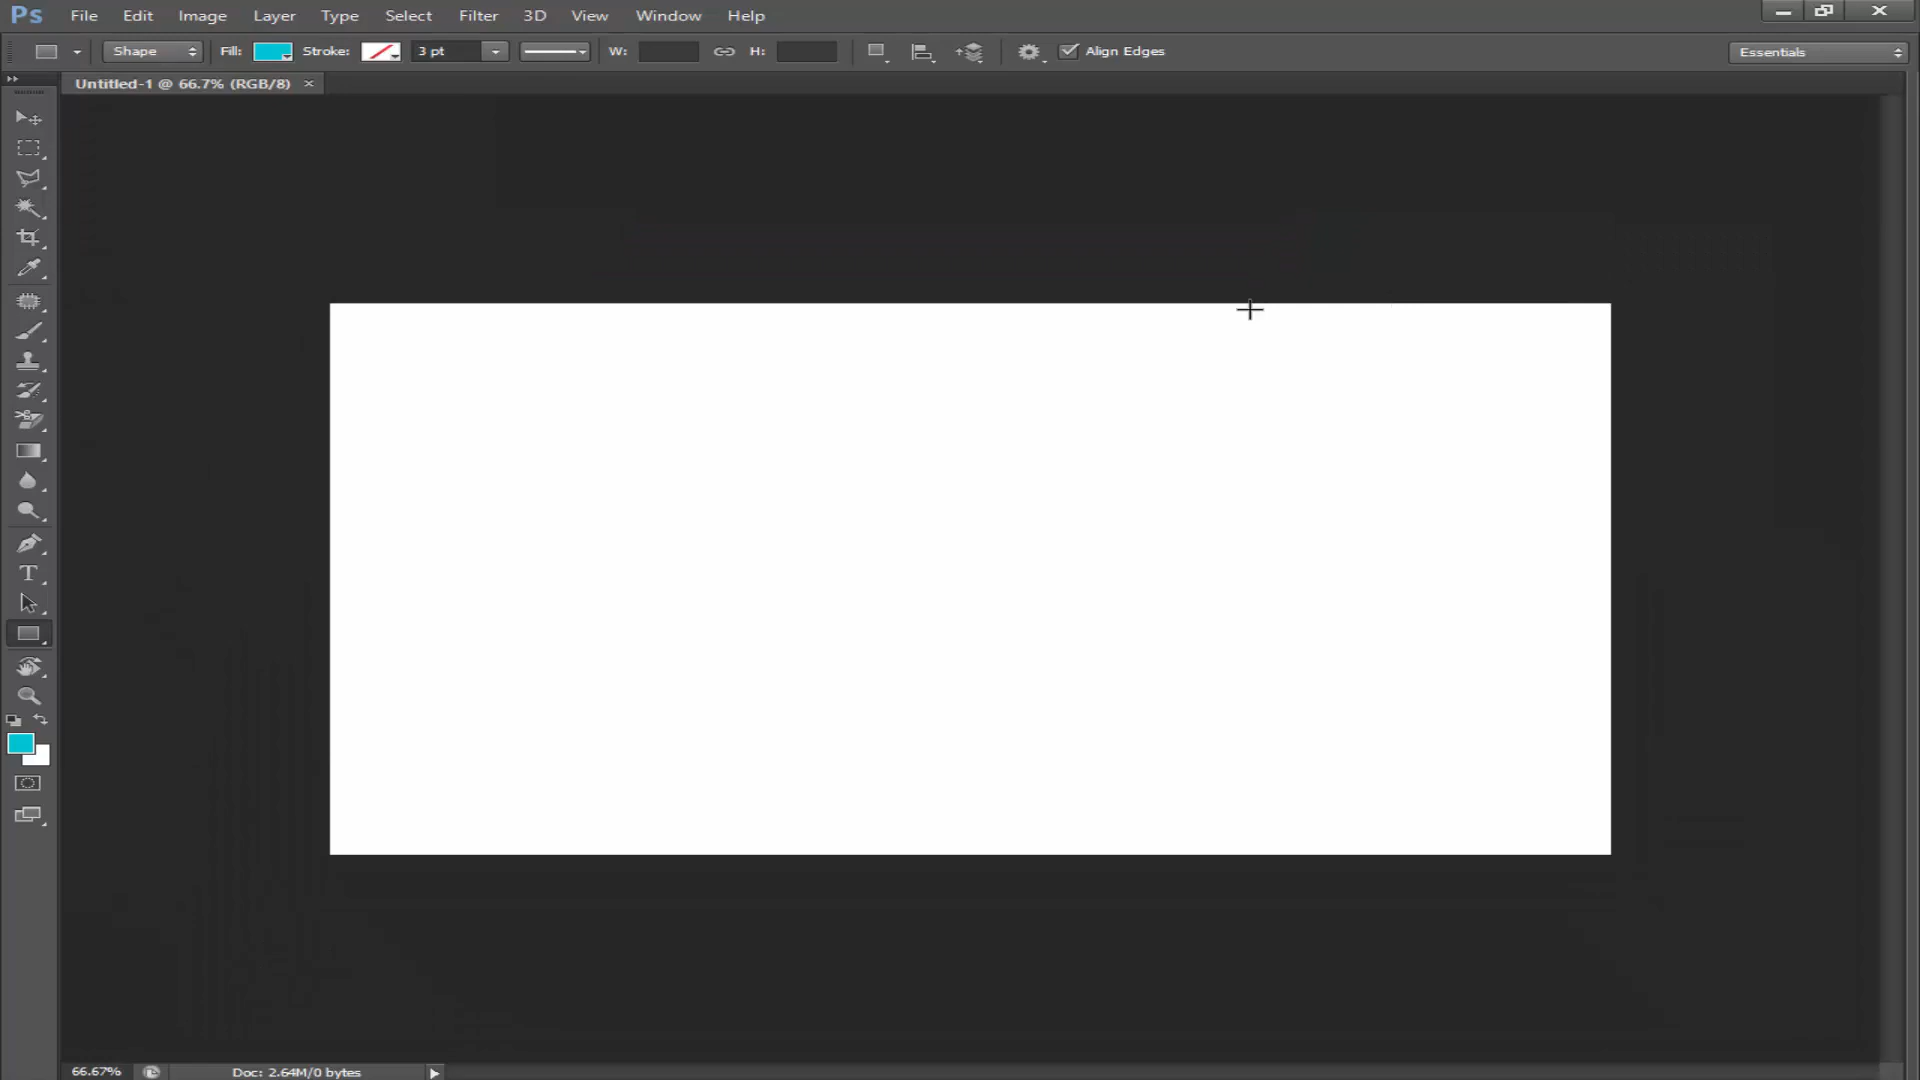 Ps File Edit Image Layer Type Select Filter 3D View Window Help
Shape Fill: Stroke: 3 pt W: H: Align Edges Essentials
Untitled-1 @ 66.7% (RGB/8) ×
T
66.67% Doc: 2.64M/0 bytes